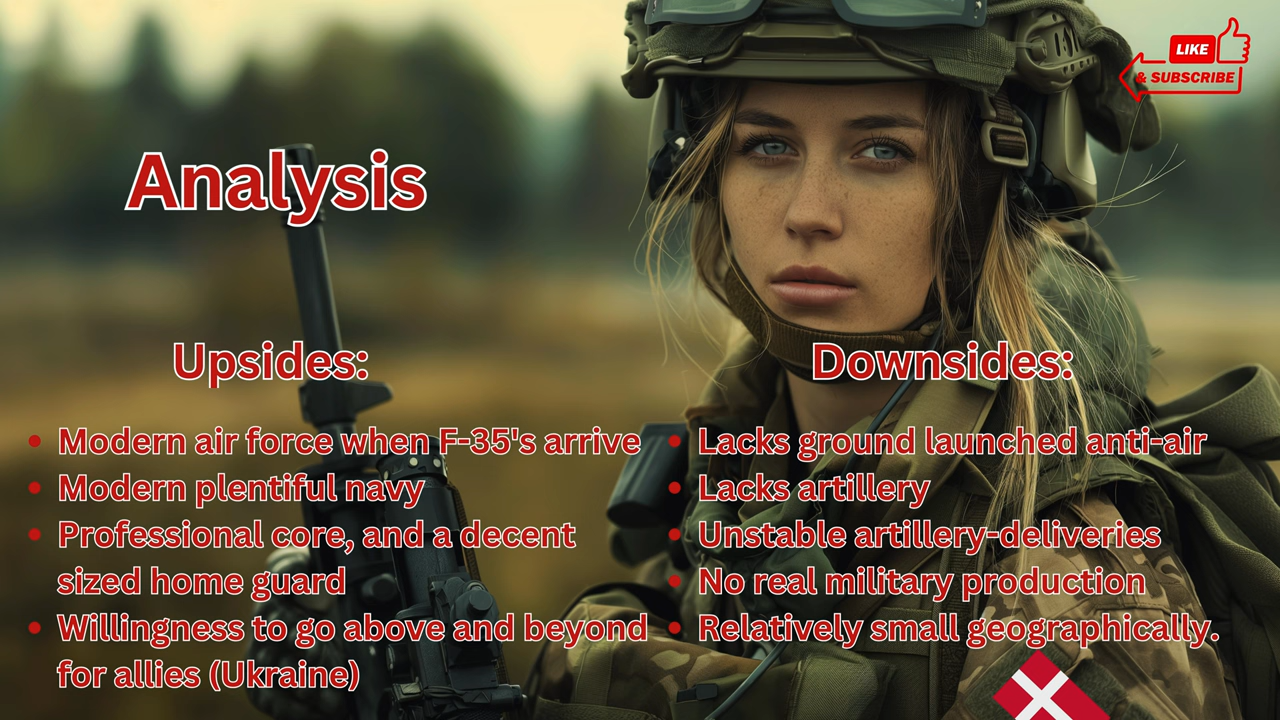 LIKE
& SUBSCRIBE
Analysis
Upsides:
• Modern air force when F-35's arrive
• Modern plentiful navy
• Professional core, and a decent
sized home guard
• Willingness to go above and beyond
for allies (Ukraine)
Downsides:
• Lacks ground launched anti-air
• Lacks artillery
• Unstable artillery-deliveries
• No real military production
• Relatively small geographically.